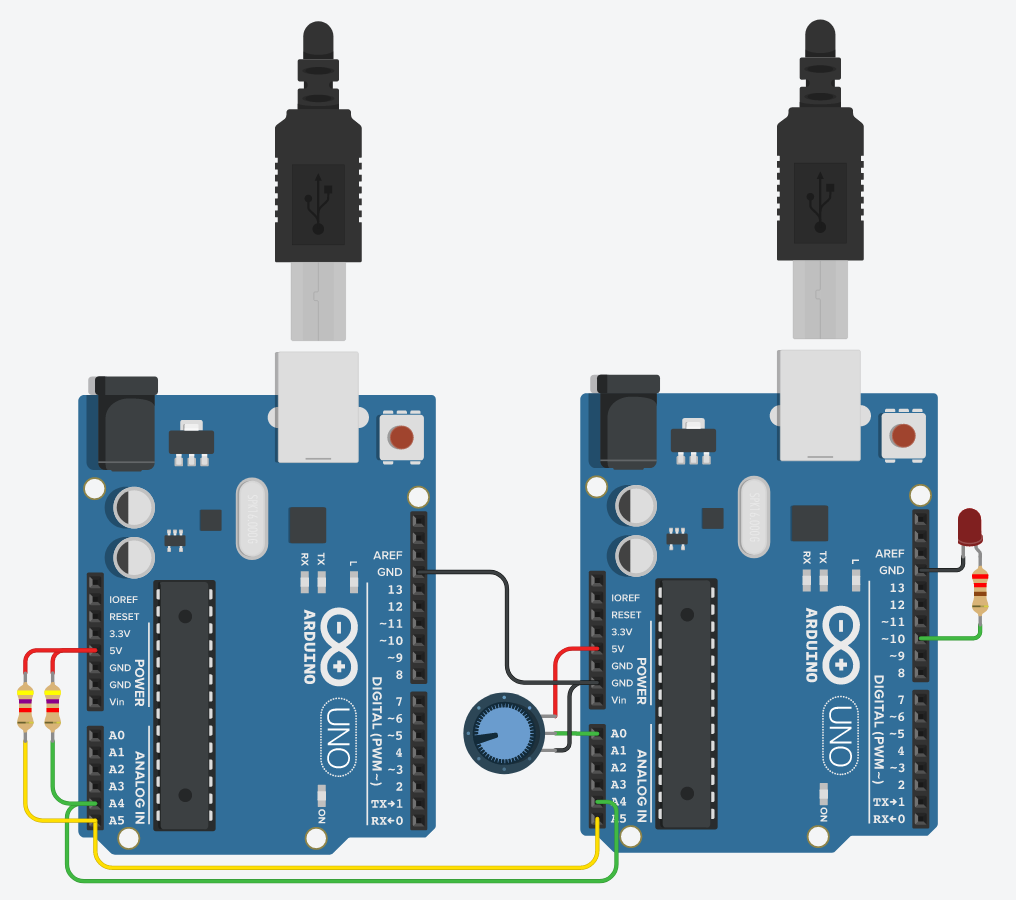 AREF
GND
13
12
~11
~10
~9
8
7
~6
~5
4
~3
2
TX→1
RX←0
DIGITAL (PWM~)
IOREF
RESET
3.3V
5V
GND
GND
Vin
POWER
A0
A1
A2
A3
A4
A5
ANALOG IN
RX
TX
L
ARDUINO
UNO
ON
AREF
GND
13
12
~11
~10
~9
8
7
~6
~5
4
~3
2
TX→1
RX←0
DIGITAL (PWM~)
IOREF
RESET
3.3V
5V
GND
GND
Vin
POWER
A0
A1
A2
A3
A4
A5
ANALOG IN
RX
TX
L
ARDUINO
UNO
ON